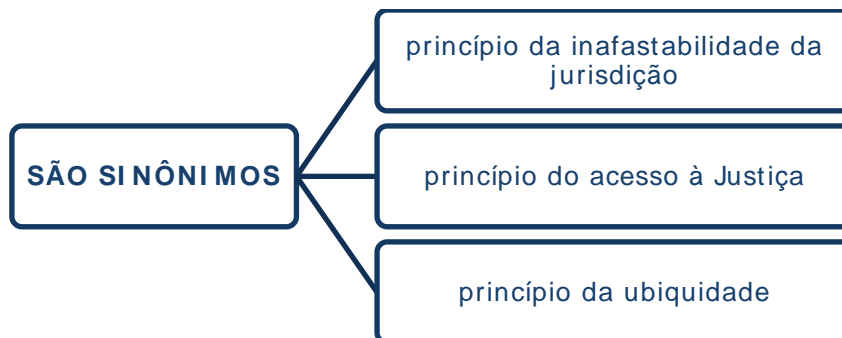 princípio da inafastabilidade da
jurisdição
SÃO SINÔNIMOS
princípio do acesso à Justiça
princípio da ubiquidade